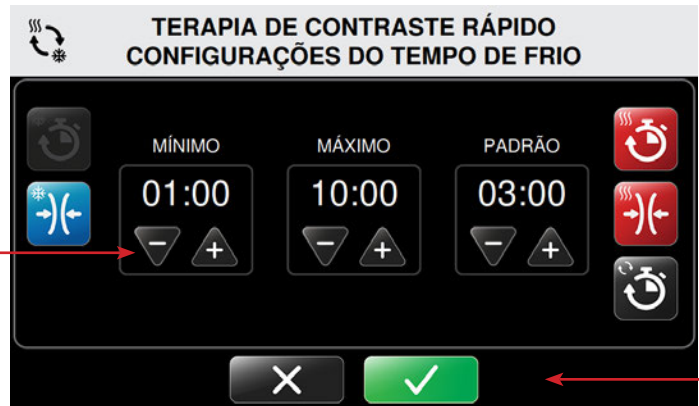 TERAPIA DE CONTRASTE RÁPIDO
CONFIGURAÇÕES DO TEMPO DE FRIO
MÍNIMO MÁXIMO PADRÃO
01:00 10:00 03:00
- + - + - +